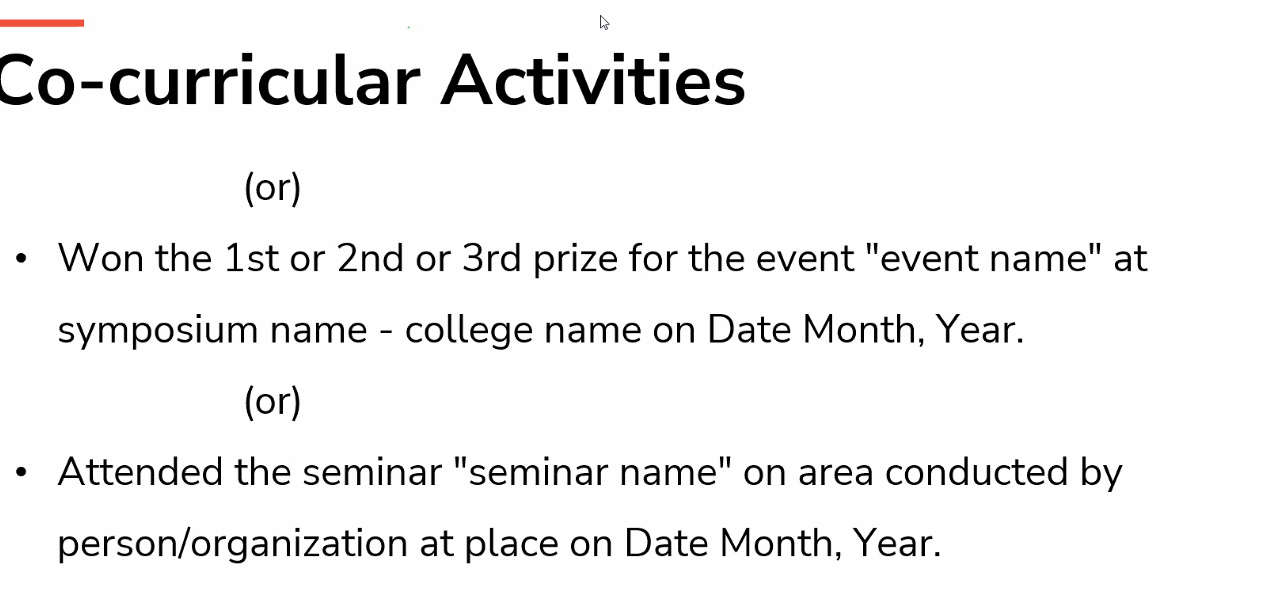 Co-curricular Activities
(or)
• Won the 1st or 2nd or 3rd prize for the event "event name" at
symposium name - college name on Date Month, Year.
(or)
• Attended the seminar "seminar name" on area conducted by
person/organization at place on Date Month, Year.